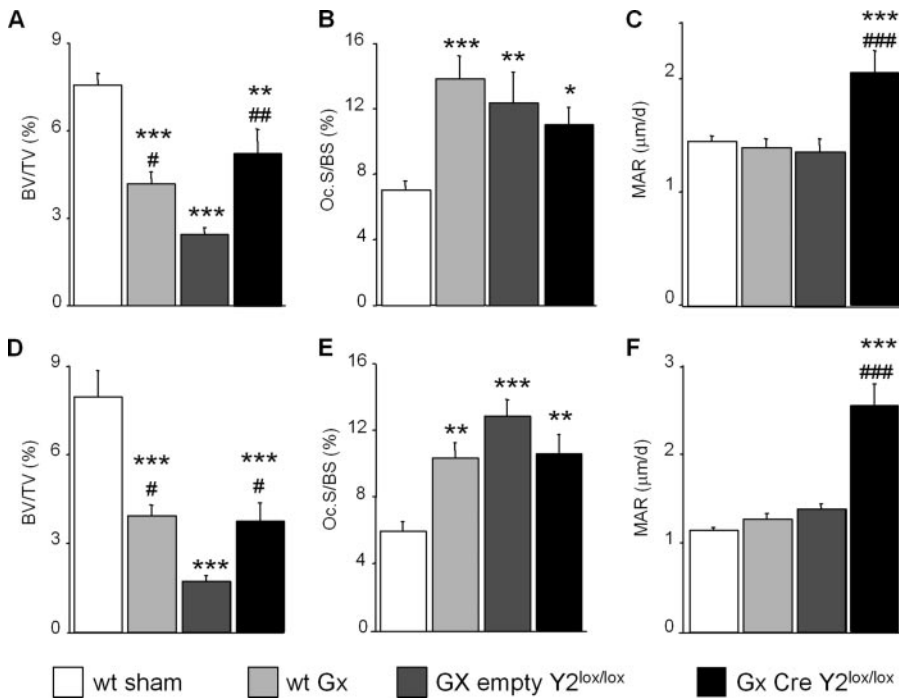 A
9
6
3
0
BV/TV (%)
***
#
***
**
##
B
16
12
8
4
0
Oc.S/BS (%)
***
**
*
C
2
1
0
MAR (μm/d)
***
###
D
9
6
3
0
BV/TV (%)
***
#
***
***
#
E
16
12
8
4
0
Oc.S/BS (%)
**
***
**
F
3
2
1
0
MAR (μm/d)
***
###
wt sham
wt Gx
GX empty Y2lox/lox
Gx Cre Y2lox/lox